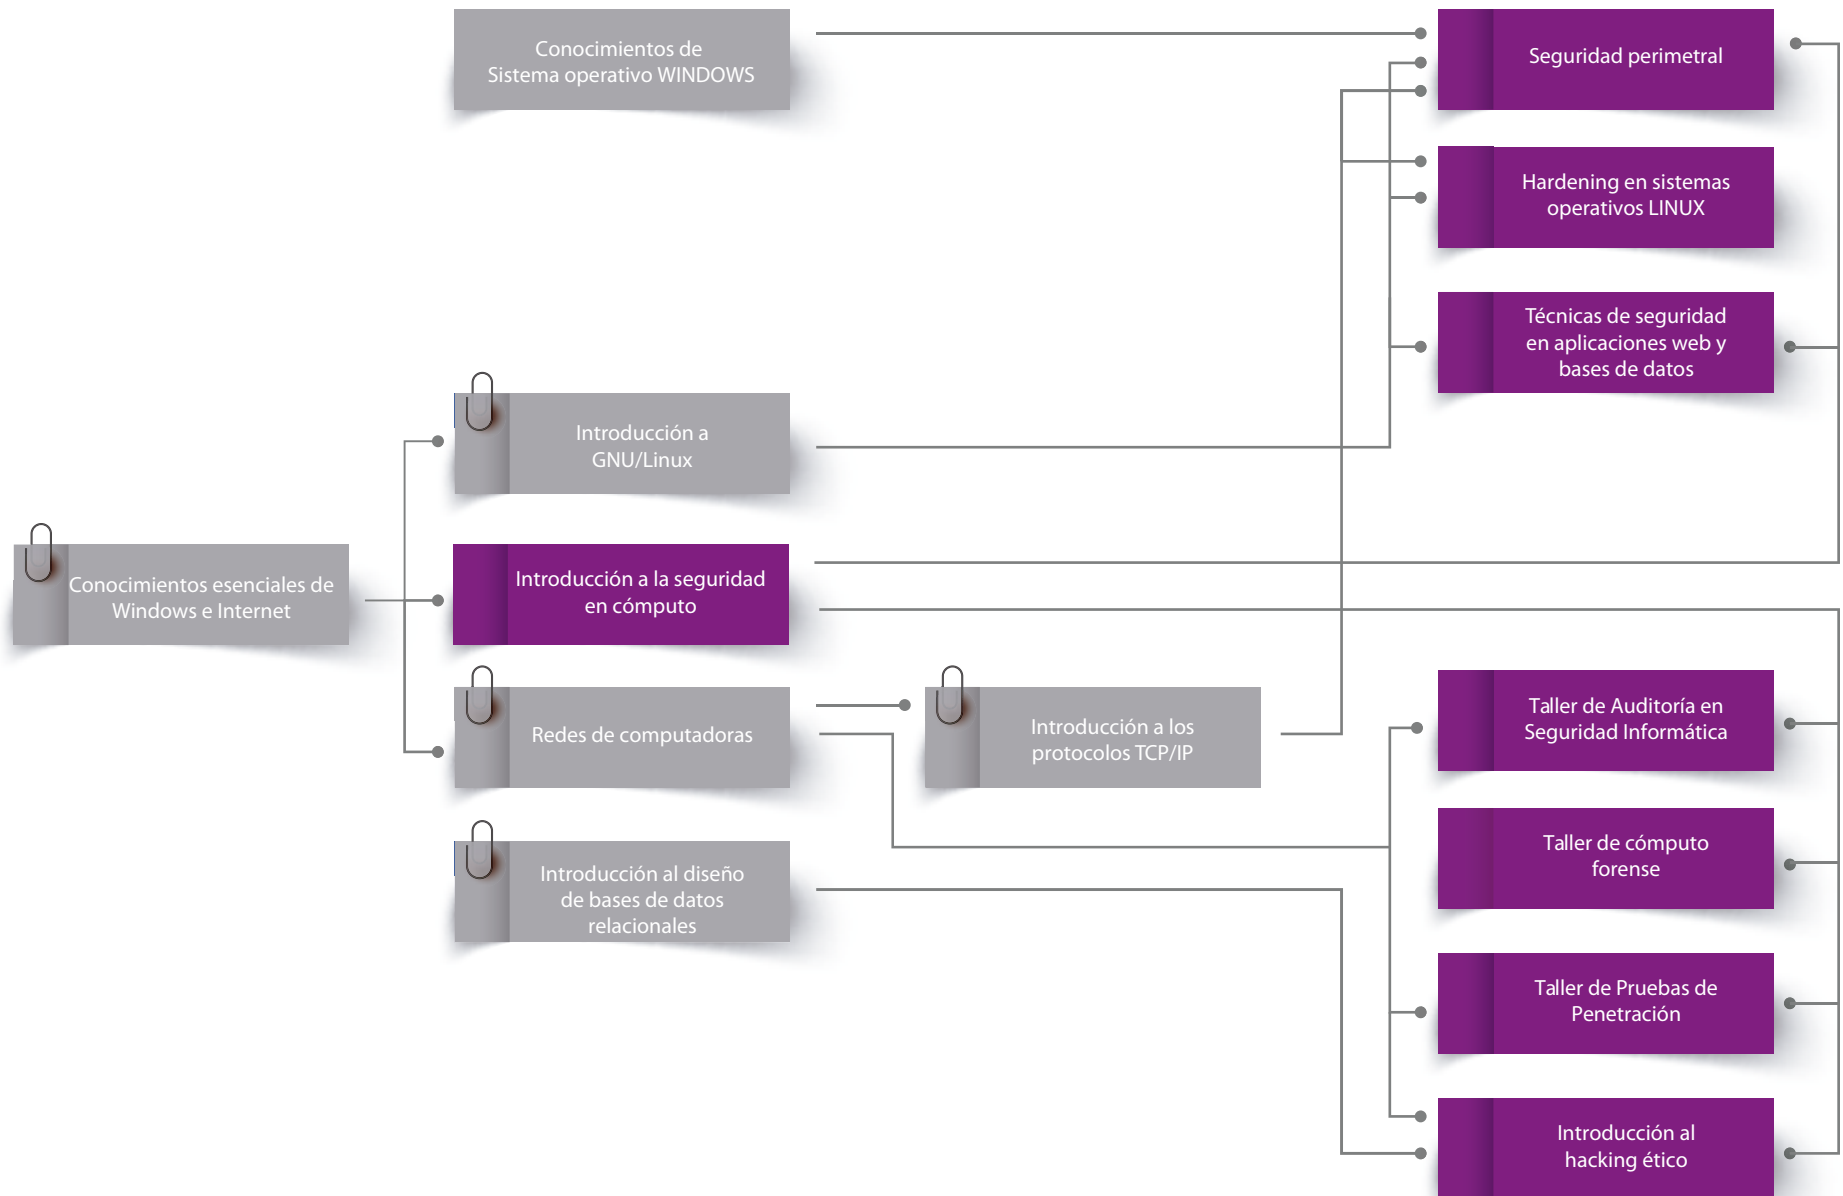 Conocimientos de
Sistema operativo WINDOWS
Seguridad perimetral
Hardening en sistemas
operativos LINUX
Técnicas de seguridad
en aplicaciones web y
bases de datos
Introducción a
GNU/Linux
Conocimientos esenciales de
Windows e Internet
Introducción a la seguridad
en cómputo
Redes de computadoras
Introducción a los
protocolos TCP/IP
Taller de Auditoría en
Seguridad Informática
Introducción al diseño
de bases de datos
relacionales
Taller de cómputo
forense
Taller de Pruebas de
Penetración
Introducción al
hacking ético